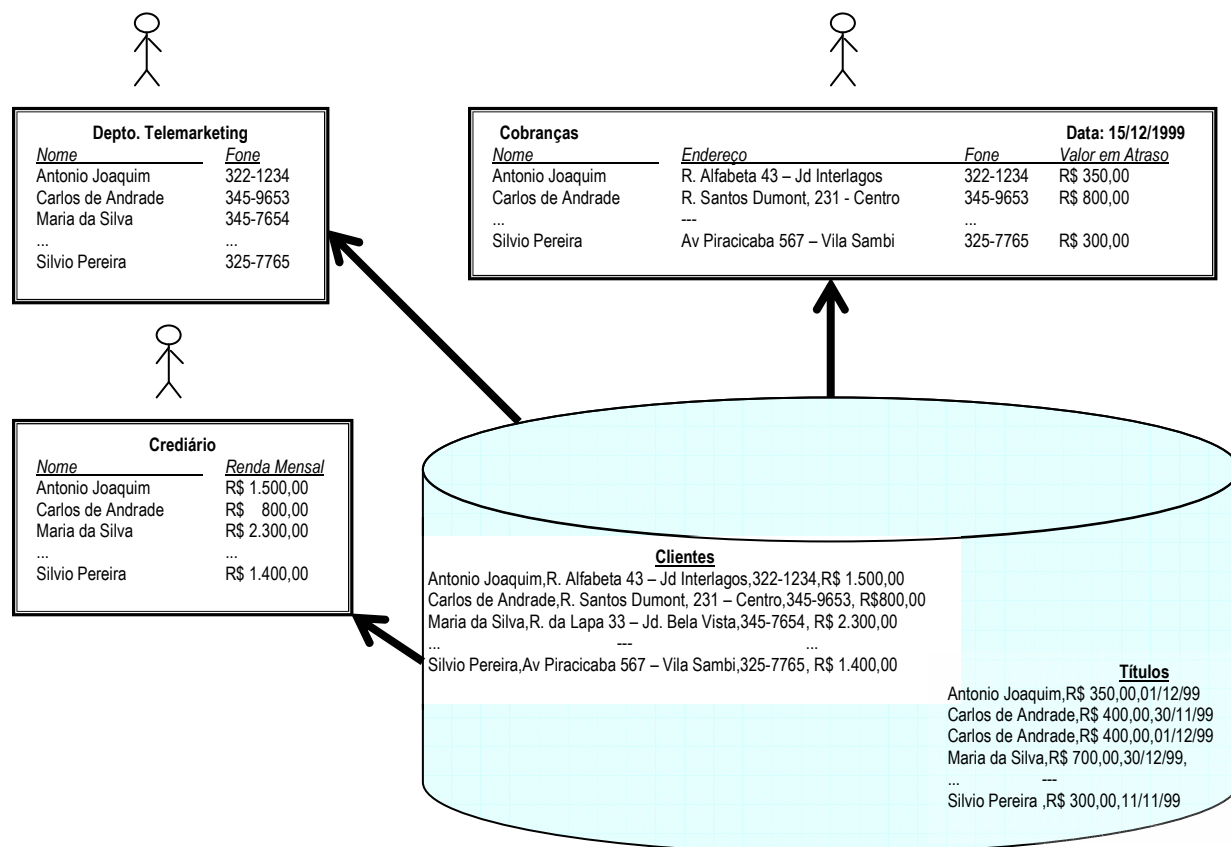 Depto. Telemarketing
Nome Fone
Antonio Joaquim 322-1234
Carlos de Andrade 345-9653
Maria da Silva 345-7654
... ...
Silvio Pereira 325-7765
Cobranças Data: 15/12/1999
Nome Endereço Fone Valor em Atraso
Antonio Joaquim R. Alfabeta 43 – Jd Interlagos 322-1234 R$ 350,00
Carlos de Andrade R. Santos Dumont, 231 - Centro 345-9653 R$ 800,00
... --- ...
Silvio Pereira Av Piracicaba 567 – Vila Sambi 325-7765 R$ 300,00
Crediário
Nome Renda Mensal
Antonio Joaquim R$ 1.500,00
Carlos de Andrade R$ 800,00
Maria da Silva R$ 2.300,00
... ...
Silvio Pereira R$ 1.400,00
Clientes
Antonio Joaquim,R. Alfabeta 43 – Jd Interlagos,322-1234,R$ 1.500,00
Carlos de Andrade,R. Santos Dumont, 231 – Centro,345-9653, R$800,00
Maria da Silva,R. da Lapa 33 – Jd. Bela Vista,345-7654, R$ 2.300,00
... --- ...
Silvio Pereira,Av Piracicaba 567 – Vila Sambi,325-7765, R$ 1.400,00
Títulos
Antonio Joaquim,R$ 350,00,01/12/99
Carlos de Andrade,R$ 400,00,30/11/99
Carlos de Andrade,R$ 400,00,01/12/99
Maria da Silva,R$ 700,00,30/12/99,
... ---
Silvio Pereira ,R$ 300,00,11/11/99